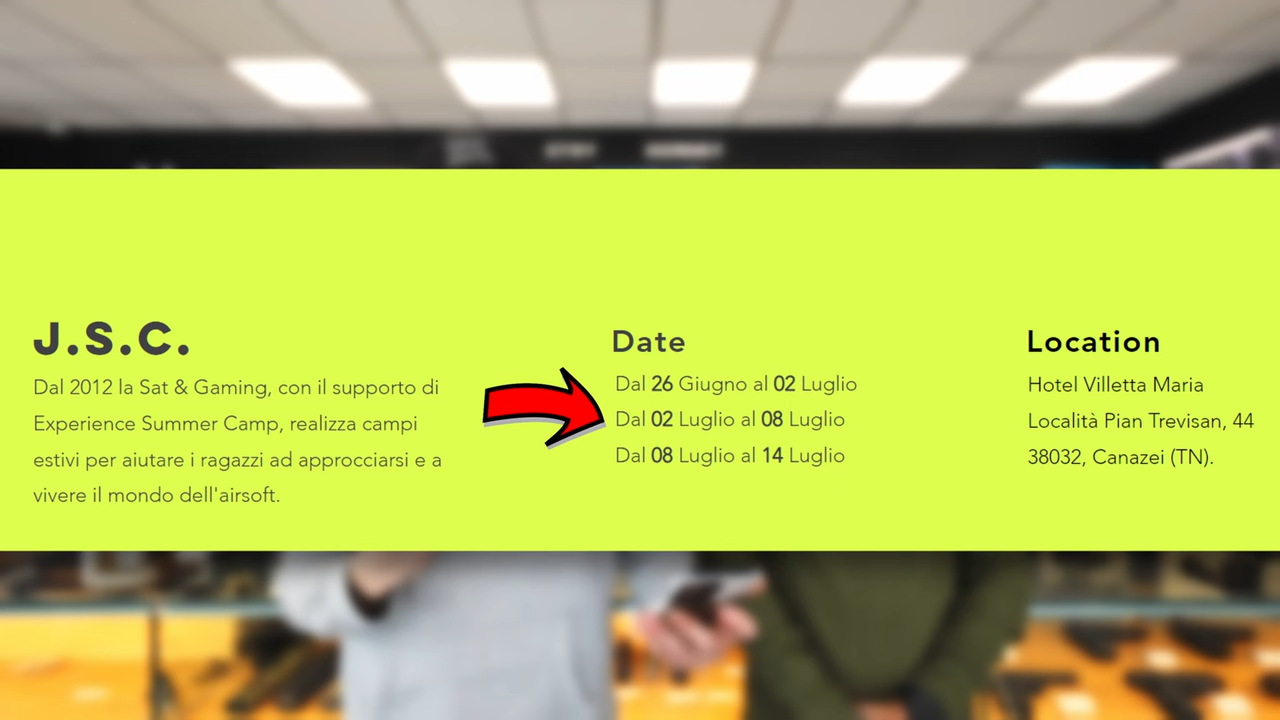 J.S.C.
Dal 2012 la Sat & Gaming, con il supporto di
Experience Summer Camp, realizza campi
estivi per aiutare i ragazzi ad approcciarsi e a
vivere il mondo dell'airsoft.
Date
Dal 26 Giugno al 02 Luglio
Dal 02 Luglio al 08 Luglio
Dal 08 Luglio al 14 Luglio
Location
Hotel Villetta Maria
Località Pian Trevisan, 44
38032, Canazei (TN).